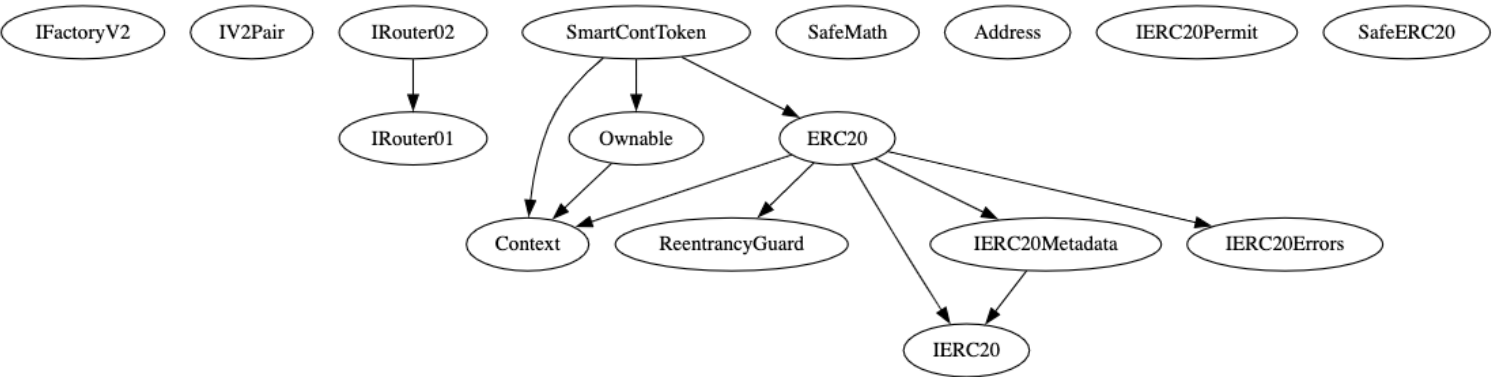 IFactoryV2
IV2Pair
IRouter02
SmartContToken
SafeMath
Address
IERC20Permit
SafeERC20
IRouter01
Ownable
ERC20
Context
ReentrancyGuard
IERC20Metadata
IERC20Errors
IERC20